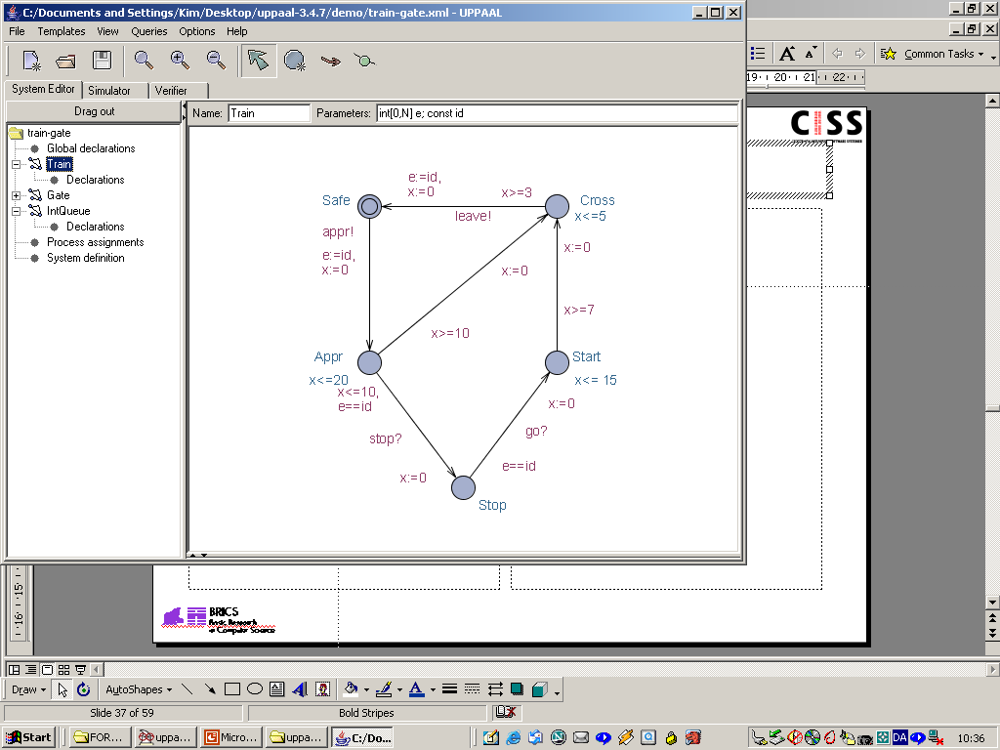 C:/Documents and Settings/Kim/Desktop/uppaal-3.4.7/demo/train-gate.xml - UPPAAL
File Templates View Queries Options Help
Common Tasks
System Editor Simulator Verifier
19 20 21 22
Drag out
Name: Train Parameters: int[0,N] e; const id
CISS
train-gate
Global declarations
Train
Declarations
Gate
IntQueue
Declarations
Process assignments
System definition
e:=id,
x:=0
x>=3
Safe
Cross
x<=5
leave!
appr!
e:=id,
x:=0
x:=0
x:=0
x>=7
x>=10
Appr
x<=20
Start
x<= 15
x<=10,
e==id
x:=0
stop?
go?
x:=0
e==id
Stop
15
16
BRICS
Basic Research
in Computer Science
Draw AutoShapes
Slide 37 of 59 Bold Stripes
Start FOR... uppa... Micro... uppa... C:/Do... DA 10:36